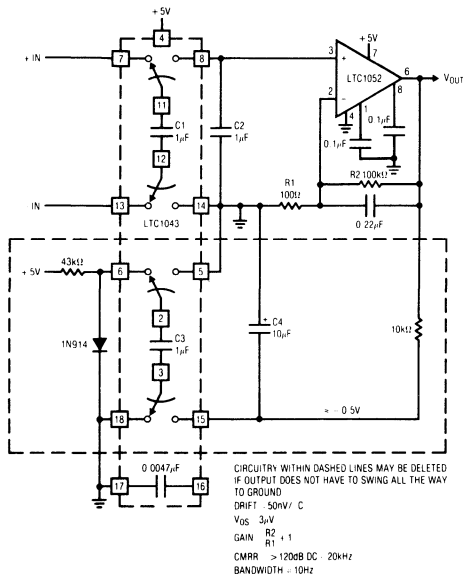 + 5V
4
+ IN
7
8
3
+
+ 5V
7
6
LTC1052
VOUT
2
−
8
1
4
11
C1
1µF
C2
1µF
0 1µF
0 1µF
12
R2 100kΩ
R1
100Ω
IN
13
14
LTC1043
0 22µF
43kΩ
+ 5V
6
5
2
+
C4
10µF
10kΩ
1N914
C3
1µF
3
18
15
≈ - 0 5V
0 0047µF
17
16
CIRCUITRY WITHIN DASHED LINES MAY BE DELETED
IF OUTPUT DOES NOT HAVE TO SWING ALL THE WAY
TO GROUND
DRIFT 50nV/ C
VOS 3µV
GAIN R2/R1 + 1
CMRR > 120dB DC 20kHz
BANDWIDTH 10Hz